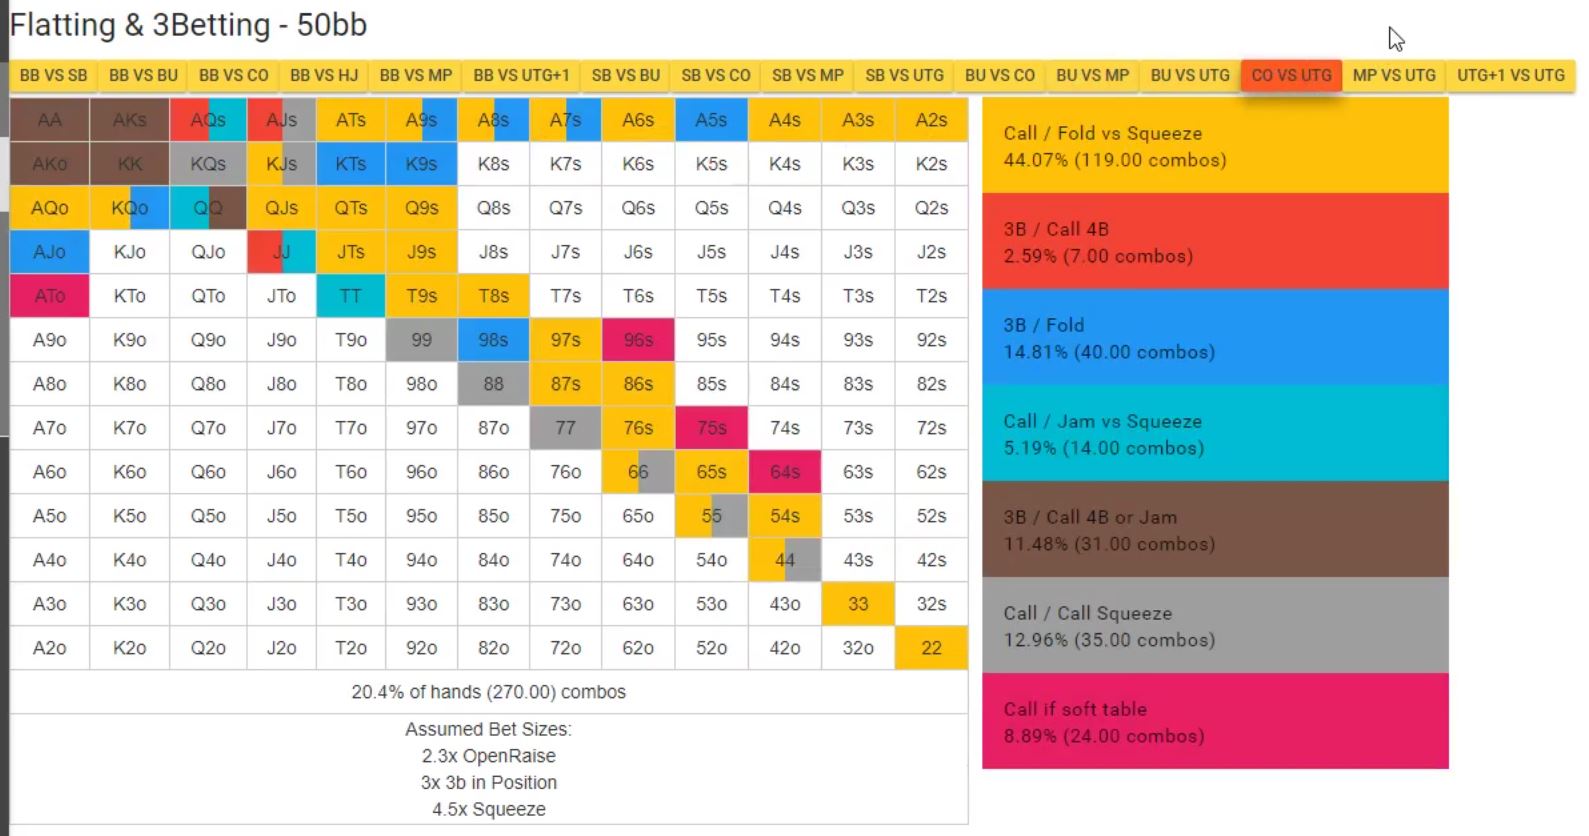 Flatting & 3Betting - 50bb
BB VS SB BB VS BU BB VS CO BB VS HJ BB VS MP BB VS UTG+1 SB VS BU SB VS CO SB VS MP SB VS UTG BU VS CO BU VS MP BU VS UTG CO VS UTG MP VS UTG UTG+1 VS UTG
AA AKs AQs AJs ATs A9s A8s A7s A6s A5s A4s A3s A2s
AKo KK KQs KJs KTs K9s K8s K7s K6s K5s K4s K3s K2s
AQo KQo QQ QJs QTs Q9s Q8s Q7s Q6s Q5s Q4s Q3s Q2s
AJo KJo QJo JJ JTs J9s J8s J7s J6s J5s J4s J3s J2s
ATo KTo QTo JTo TT T9s T8s T7s T6s T5s T4s T3s T2s
A9o K9o Q9o J9o T9o 99 98s 97s 96s 95s 94s 93s 92s
A8o K8o Q8o J8o T8o 98o 88 87s 86s 85s 84s 83s 82s
A7o K7o Q7o J7o T7o 97o 87o 77 76s 75s 74s 73s 72s
A6o K6o Q6o J6o T6o 96o 86o 76o 66 65s 64s 63s 62s
A5o K5o Q5o J5o T5o 95o 85o 75o 65o 55 54s 53s 52s
A4o K4o Q4o J4o T4o 94o 84o 74o 64o 54o 44 43s 42s
A3o K3o Q3o J3o T3o 93o 83o 73o 63o 53o 43o 33 32s
A2o K2o Q2o J2o T2o 92o 82o 72o 62o 52o 42o 32o 22
20.4% of hands (270.00) combos
Assumed Bet Sizes:
2.3x OpenRaise
3x 3b in Position
4.5x Squeeze
Call / Fold vs Squeeze
44.07% (119.00 combos)
3B / Call 4B
2.59% (7.00 combos)
3B / Fold
14.81% (40.00 combos)
Call / Jam vs Squeeze
5.19% (14.00 combos)
3B / Call 4B or Jam
11.48% (31.00 combos)
Call / Call Squeeze
12.96% (35.00 combos)
Call if soft table
8.89% (24.00 combos)